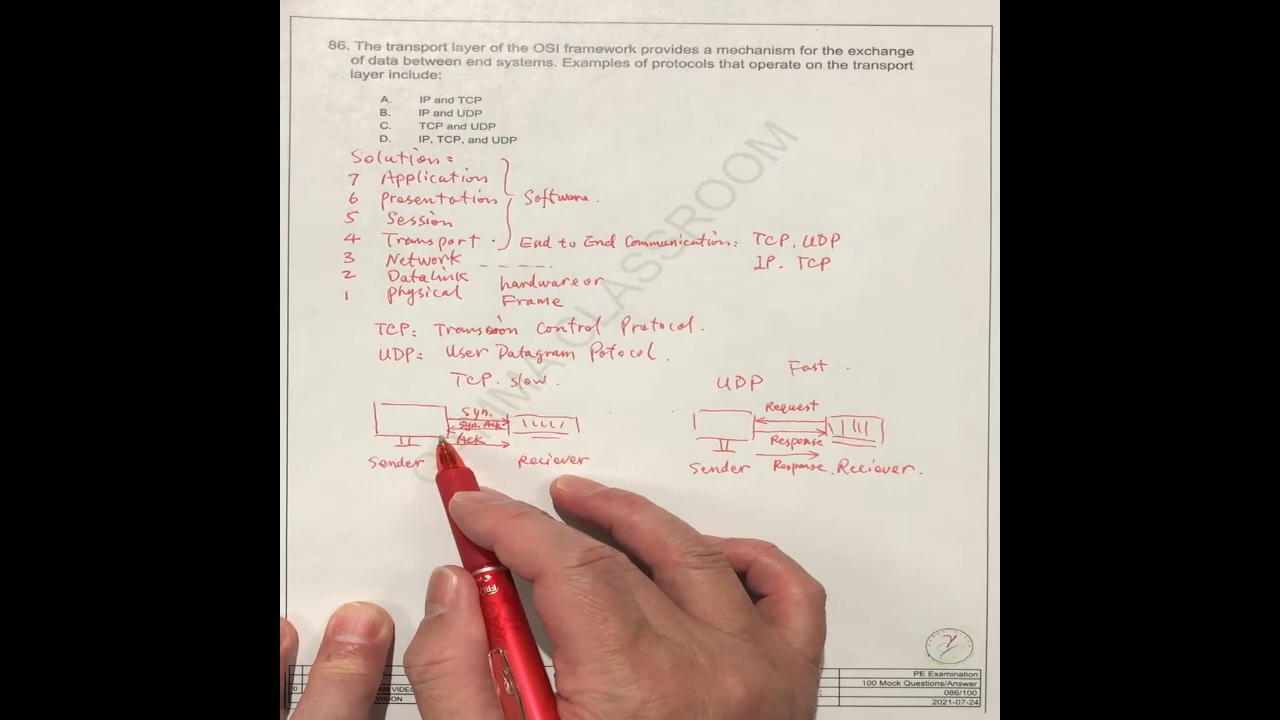 86. The transport layer of the OSI framework provides a mechanism for the exchange
of data between end systems. Examples of protocols that operate on the transport
layer include:
A. IP and TCP
B. IP and UDP
C. TCP and UDP
D. IP, TCP, and UDP
Solution:
7 Application
6 presentation Software.
5 Session
4 Transport. End to End Communication: TCP, UDP
3 Network IP. TCP
2 Datalink hardware or
1 physical Frame
TCP: Control Protocol.
UDP: User Datagram Potocol.
TCP. slow.
UDP Fast.
Syn.
Syn. Ack
Ack
Sender Reciever
Request
Response
Sender Response. Reciever.
CLASSROOM
PE Examination
100 Mock Questions/Answer
086/100
2021-07-24